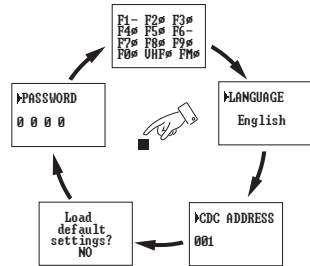 F1- F2ø F3ø
F4ø F5ø F6-
F7ø F8ø F9ø
F0ø VHFø FMø
PASSWORD
0 0 0 0
LANGUAGE
English
Load
default
settings?
NO
CDC ADDRESS
001